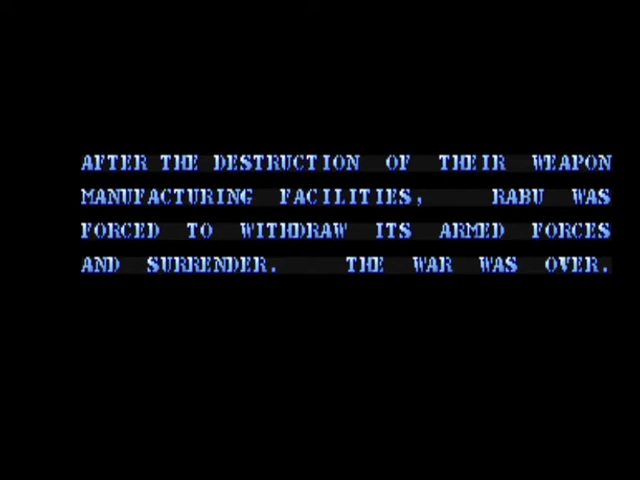 AFTER THE DESTRUCTION OF THEIR WEAPON
MANUFACTURING FACILITIES, RABU WAS
FORCED TO WITHDRAW ITS ARMED FORCES
AND SURRENDER. THE WAR WAS OVER.